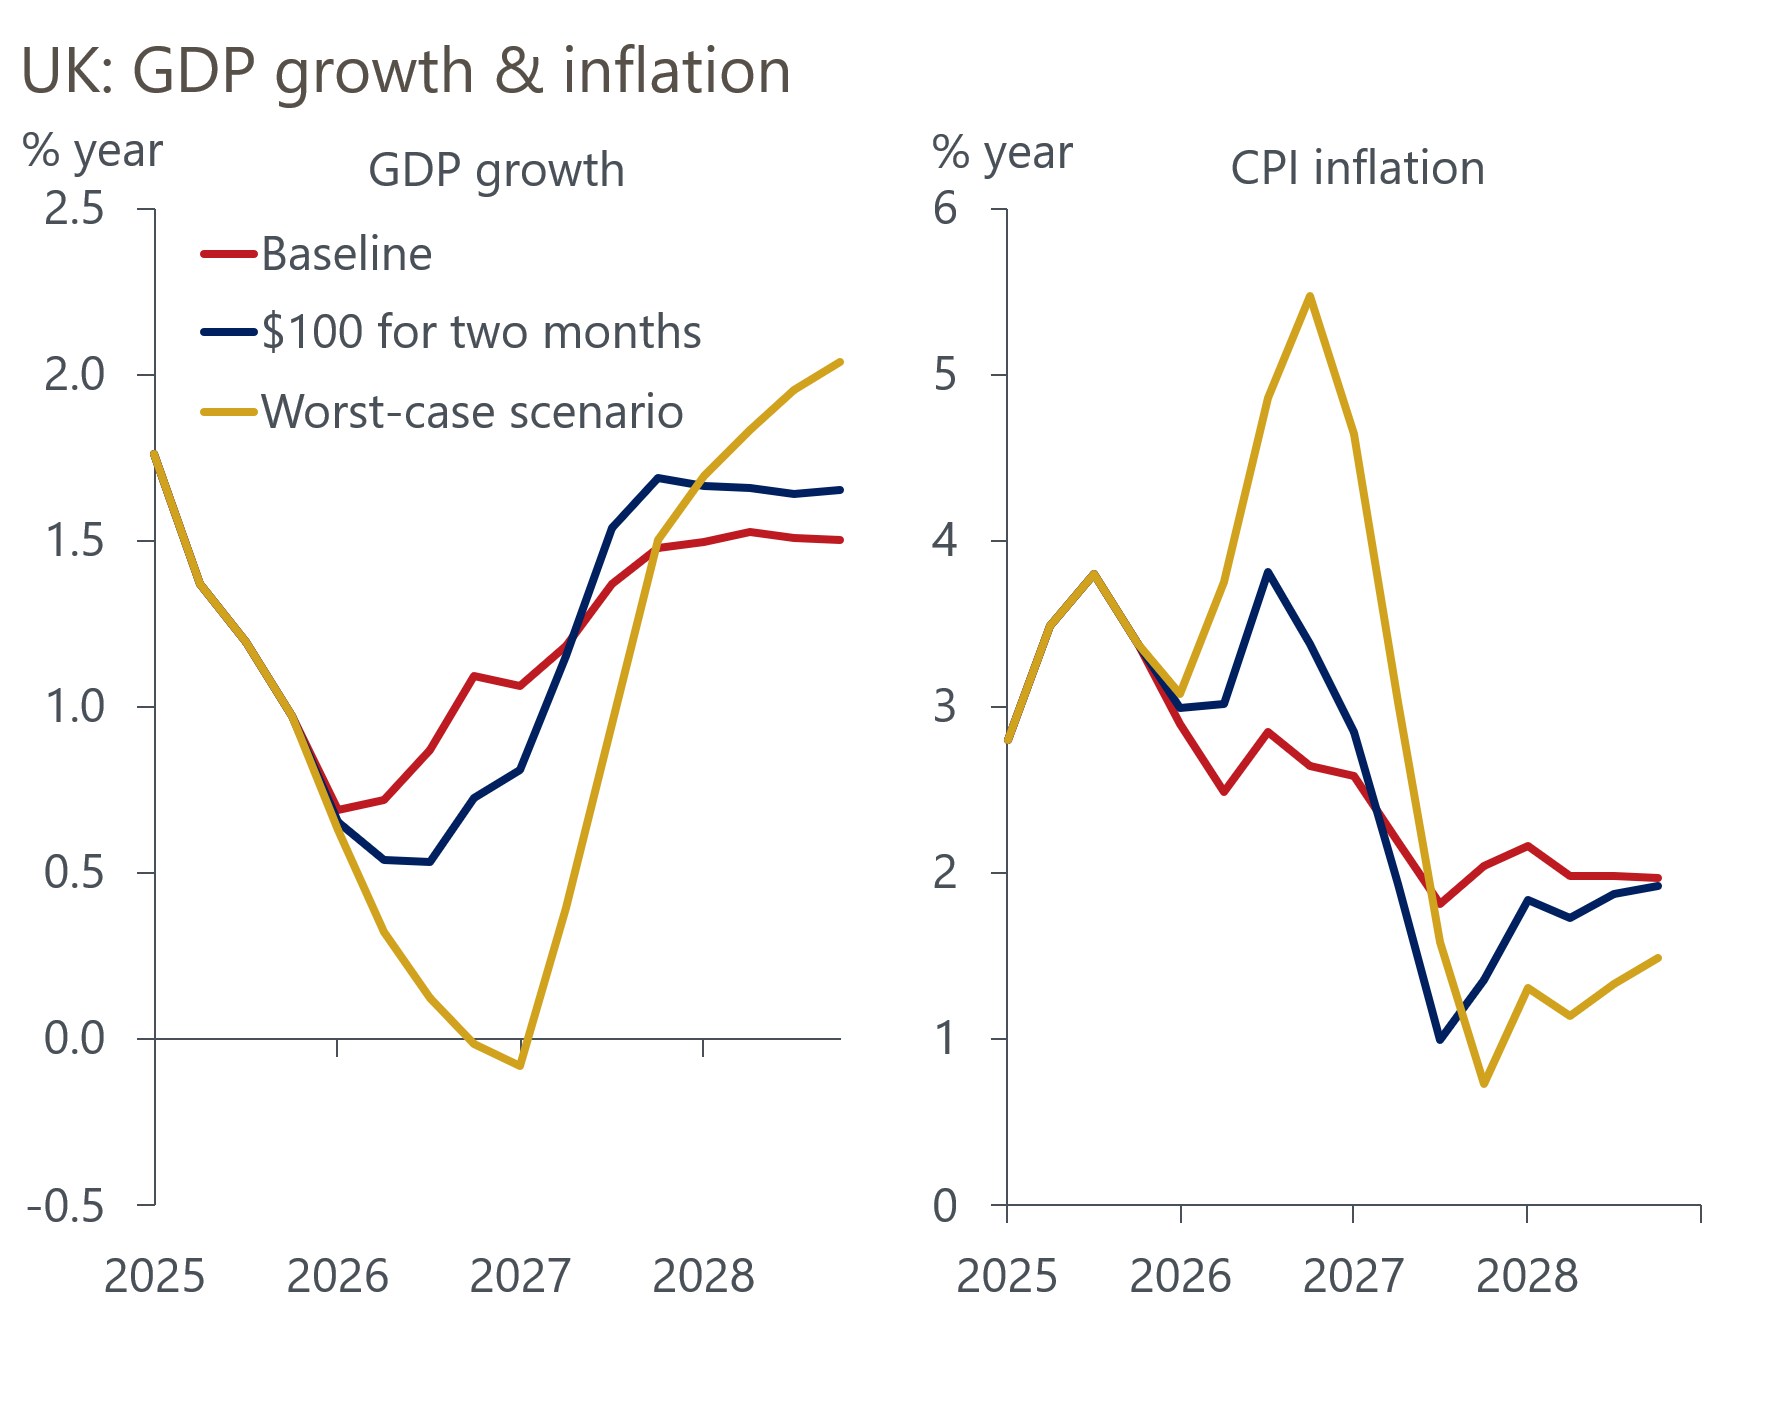 UK: GDP growth & inflation
% year
GDP growth
2.5
Baseline
$100 for two months
2.0
Worst-case scenario
1.5
1.0
0.5
0.0
-0.5
2025 2026 2027 2028
% year
CPI inflation
6
5
4
3
2
1
0
2025 2026 2027 2028